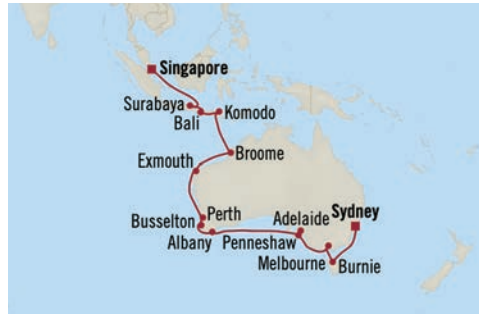 Singapore
Surabaya
Komodo
Bali
Broome
Exmouth
Perth
Adelaide
Sydney
Busselton
Albany
Penneshaw
Melbourne
Burnie